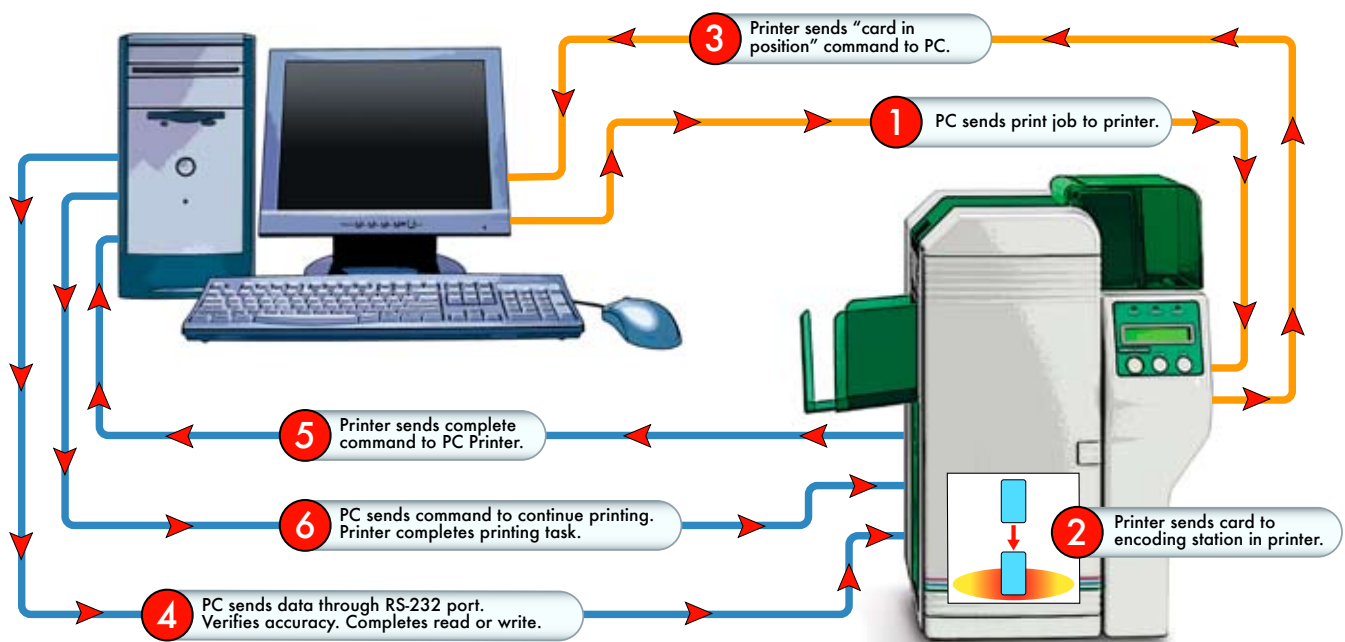 3
Printer sends “card in
position” command to PC.
1
PC sends print job to printer.
5
Printer sends complete
command to PC Printer.
6
PC sends command to continue printing.
Printer completes printing task.
2
Printer sends card to
encoding station in printer.
4
PC sends data through RS-232 port.
Verifies accuracy. Completes read or write.